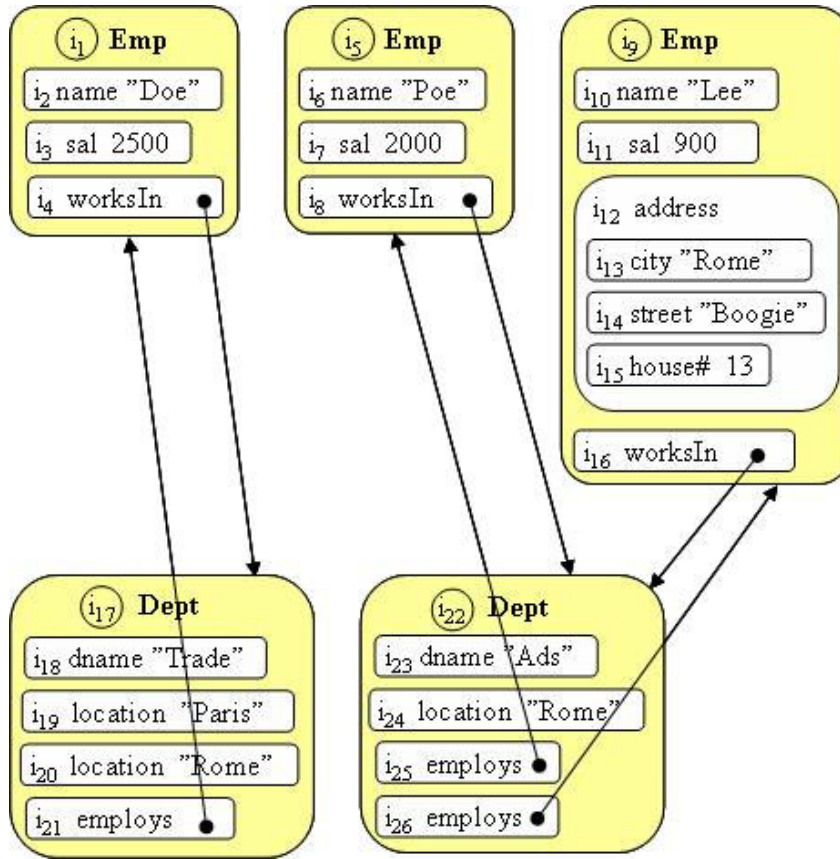 i1 Emp
i2 name "Doe"
i3 sal 2500
i4 worksIn
i5 Emp
i6 name "Poe"
i7 sal 2000
i8 worksIn
i9 Emp
i10 name "Lee"
i11 sal 900
i12 address
i13 city "Rome"
i14 street "Boogie"
i15 house# 13
i16 worksIn
i17 Dept
i18 dname "Trade"
i19 location "Paris"
i20 location "Rome"
i21 employs
i22 Dept
i23 dname "Ads"
i24 location "Rome"
i25 employs
i26 employs